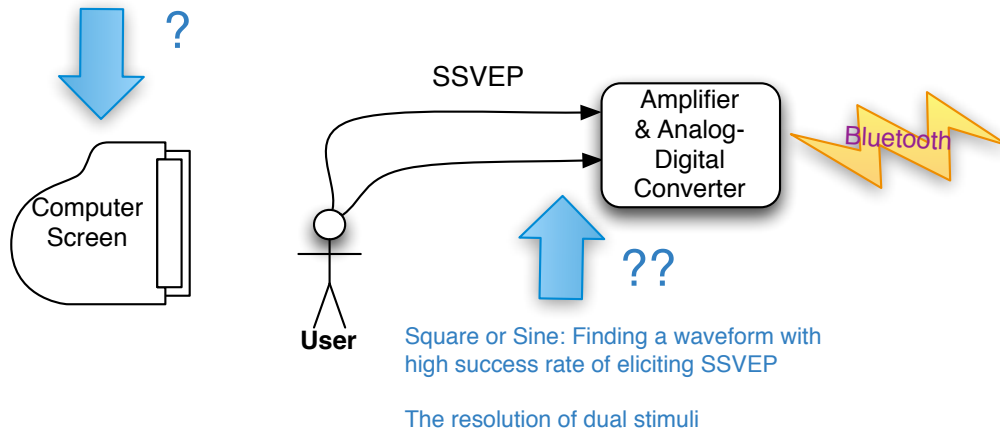 ?
SSVEP
Amplifier
& Analog-
Digital
Converter
Bluetooth
Computer
Screen
??
User
Square or Sine: Finding a waveform with
high success rate of eliciting SSVEP
The resolution of dual stimuli